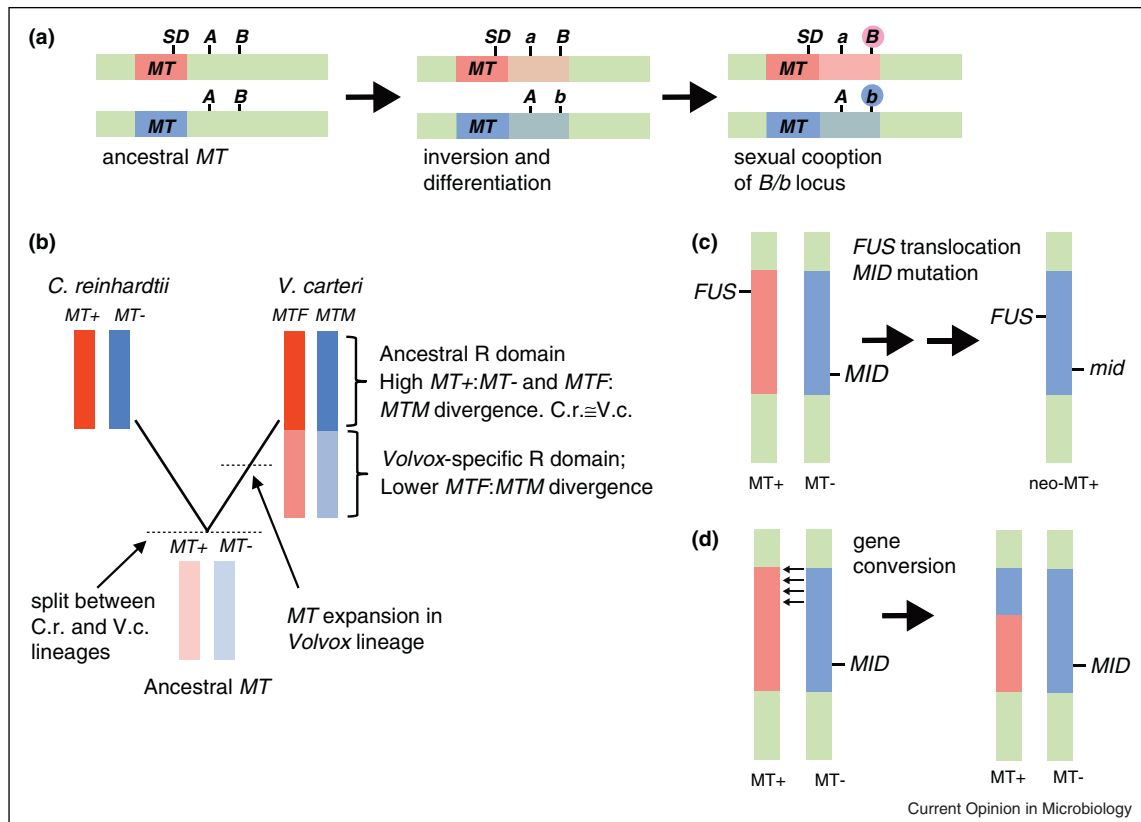 (a)
SD A B
MT
A B
MT
ancestral MT
SD a B
MT
A b
MT
inversion and
differentiation
SD a B
MT
A b
MT
sexual cooption
of B/b locus
(b)
C. reinhardtii
MT+ MT-
V. carteri
MTF MTM
Ancestral R domain
High MT+:MT- and MTF:
MTM divergence. C.r.≅V.c.
Volvox-specific R domain;
Lower MTF:MTM divergence
MT+ MT-
split between
C.r. and V.c.
lineages
MT expansion in
Volvox lineage
Ancestral MT
(c)
FUS
MID
MT+ MT-
FUS translocation
MID mutation
FUS
mid
neo-MT+
(d)
gene
conversion
MID
MT+ MT-
MID
MT+ MT-
Current Opinion in Microbiology